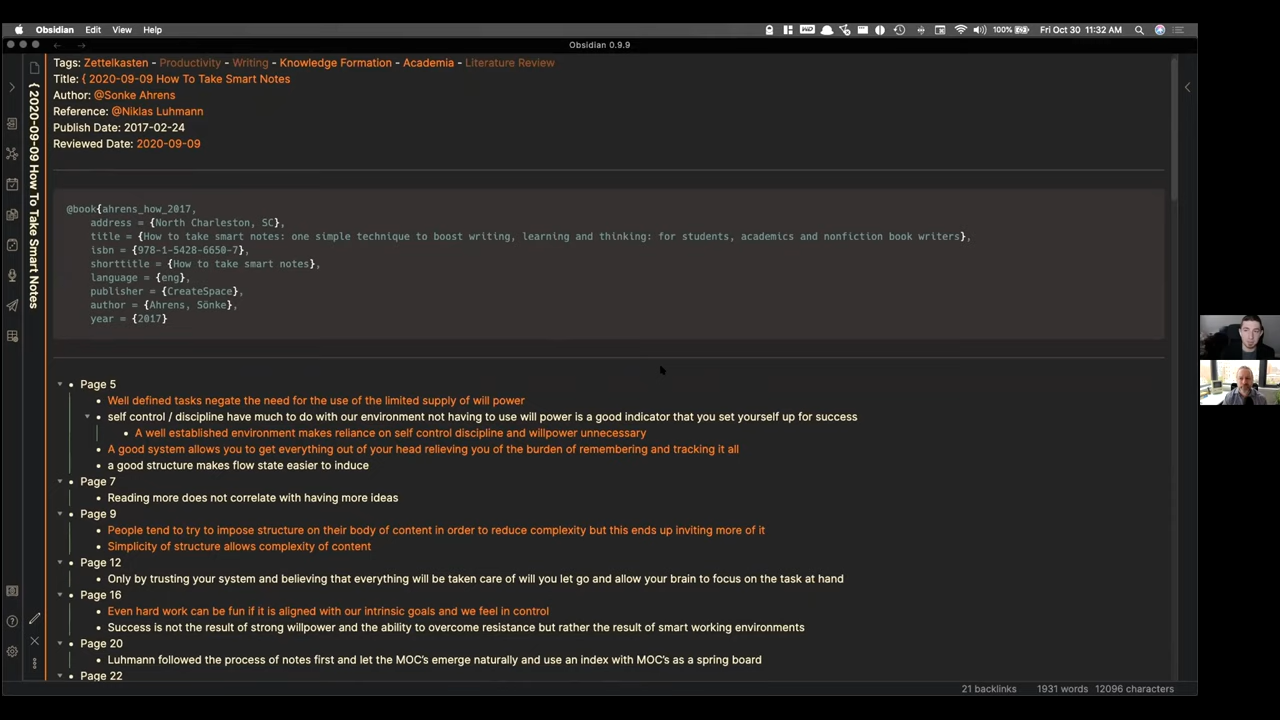 Obsidian Edit View Help
100% Fri Oct 30 11:32 AM
Obsidian 0.9.9
Tags: Zettelkasten - Productivity - Writing - Knowledge Formation - Academia - Literature Review
Title: { 2020-09-09 How To Take Smart Notes
Author: @Sonke Ahrens
Reference: @Niklas Luhmann
Publish Date: 2017-02-24
Reviewed Date: 2020-09-09
{ 2020-09-09 How To Take Smart Notes
@book{ahrens_how_2017,
address = {North Charleston, SC},
title = {How to take smart notes: one simple technique to boost writing, learning and thinking: for students, academics and nonfiction book writers},
isbn = {978-1-5428-6650-7},
shorttitle = {How to take smart notes},
language = {eng},
publisher = {CreateSpace},
author = {Ahrens, Sönke},
year = {2017}
Page 5
Well defined tasks negate the need for the use of the limited supply of will power
self control / discipline have much to do with our environment not having to use will power is a good indicator that you set yourself up for success
A well established environment makes reliance on self control discipline and willpower unnecessary
A good system allows you to get everything out of your head relieving you of the burden of remembering and tracking it all
a good structure makes flow state easier to induce
Page 7
Reading more does not correlate with having more ideas
Page 9
People tend to try to impose structure on their body of content in order to reduce complexity but this ends up inviting more of it
Simplicity of structure allows complexity of content
Page 12
Only by trusting your system and believing that everything will be taken care of will you let go and allow your brain to focus on the task at hand
Page 16
Even hard work can be fun if it is aligned with our intrinsic goals and we feel in control
Success is not the result of strong willpower and the ability to overcome resistance but rather the result of smart working environments
Page 20
Luhmann followed the process of notes first and let the MOC's emerge naturally and use an index with MOC's as a spring board
Page 22
21 backlinks 1931 words 12096 characters